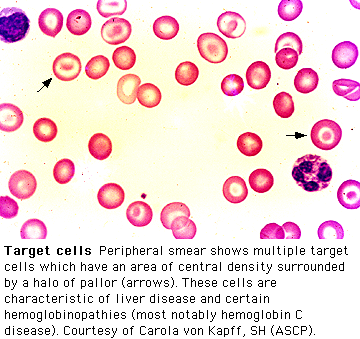 Target cells Peripheral smear shows multiple target
cells which have an area of central density surrounded
by a halo of pallor (arrows). These cells are
characteristic of liver disease and certain
hemoglobinopathies (most notably hemoglobin C
disease). Courtesy of Carola von Kapff, SH (ASCP).